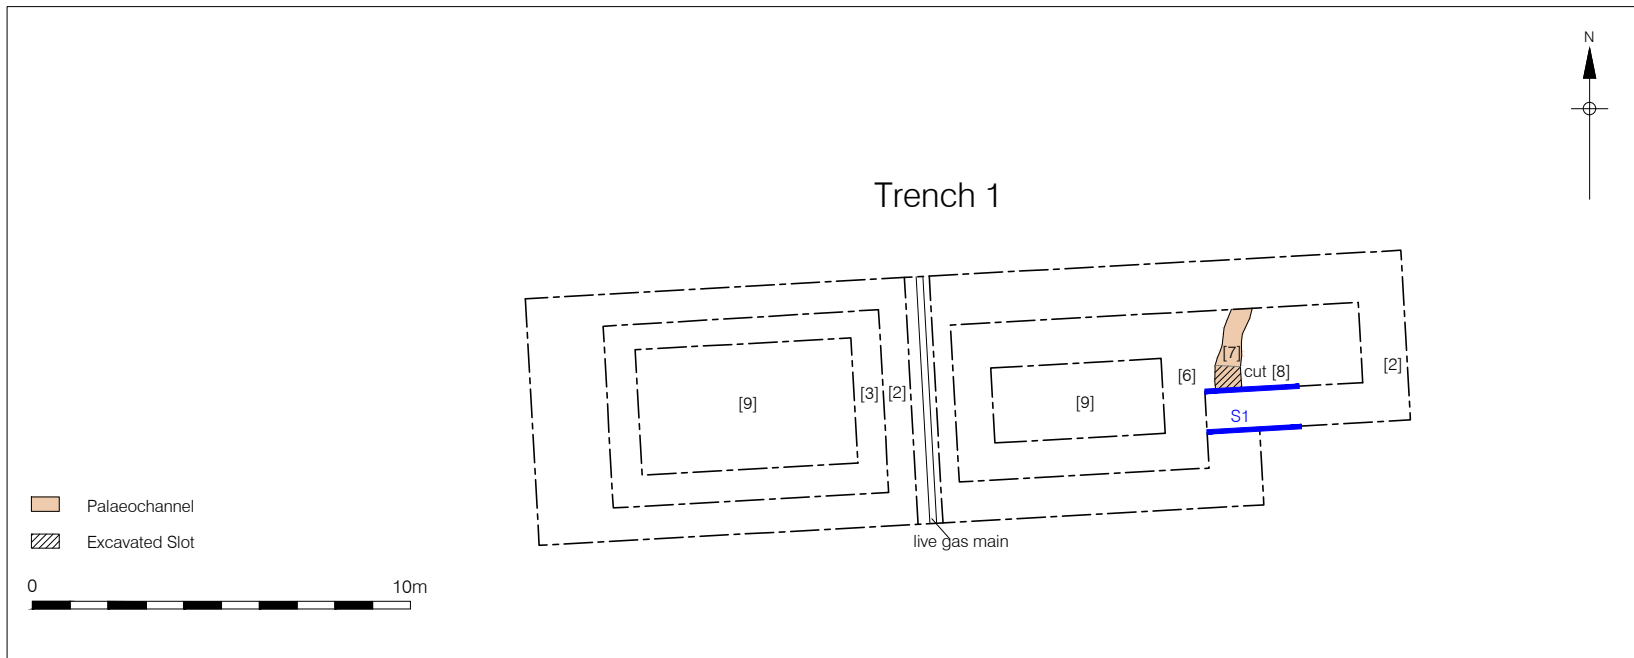 N
Trench 1
[7]
cut [8]
[6]
[2]
[3]
[2]
[9]
[9]
S1
live gas main
Palaeochannel
Excavated Slot
0
10m